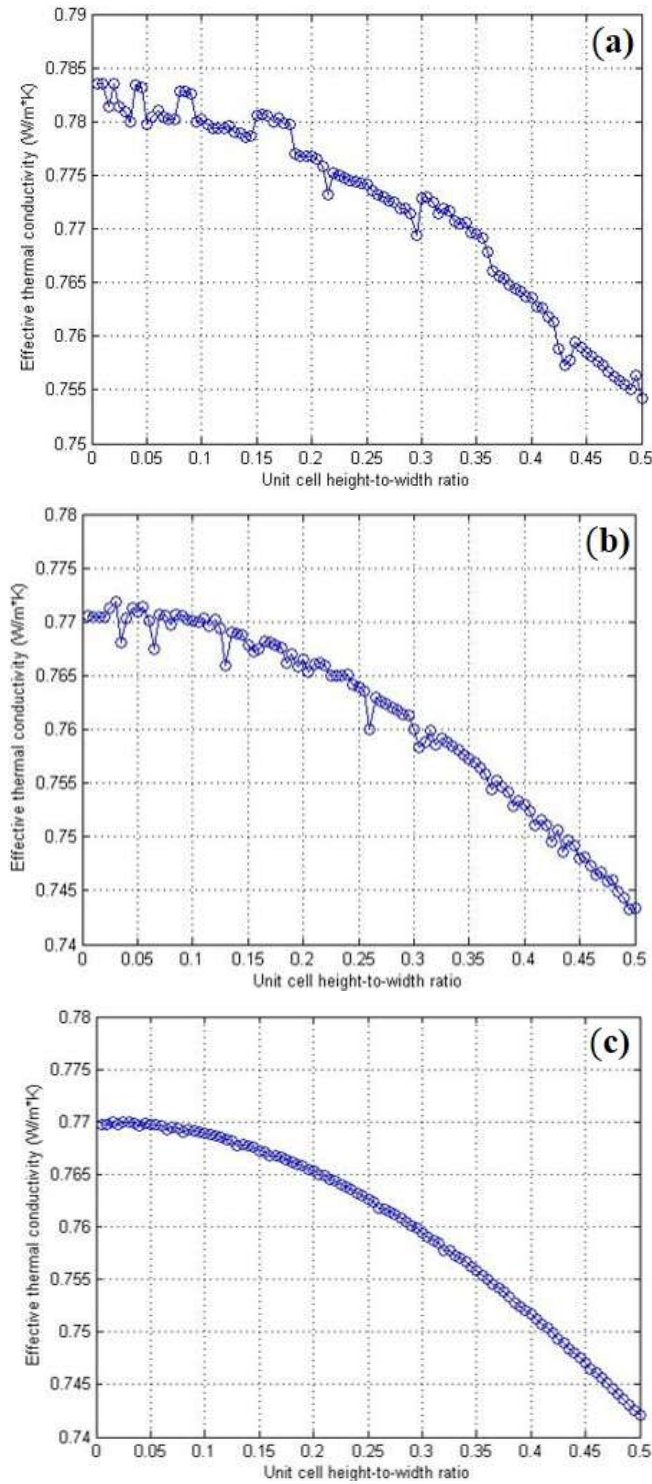 (a)
0.79
0.785
0.78
0.775
0.77
0.765
0.76
0.755
0.75
Effective thermal conductivity (W/m*K)
0 0.05 0.1 0.15 0.2 0.25 0.3 0.35 0.4 0.45 0.5
Unit cell height-to-width ratio
(b)
0.78
0.775
0.77
0.765
0.76
0.755
0.75
0.745
0.74
Effective thermal conductivity (W/m*K)
0 0.05 0.1 0.15 0.2 0.25 0.3 0.35 0.4 0.45 0.5
Unit cell height-to-width ratio
(c)
0.78
0.775
0.77
0.765
0.76
0.755
0.75
0.745
0.74
Effective thermal conductivity (W/m*K)
0 0.05 0.1 0.15 0.2 0.25 0.3 0.35 0.4 0.45 0.5
Unit cell height-to-width ratio